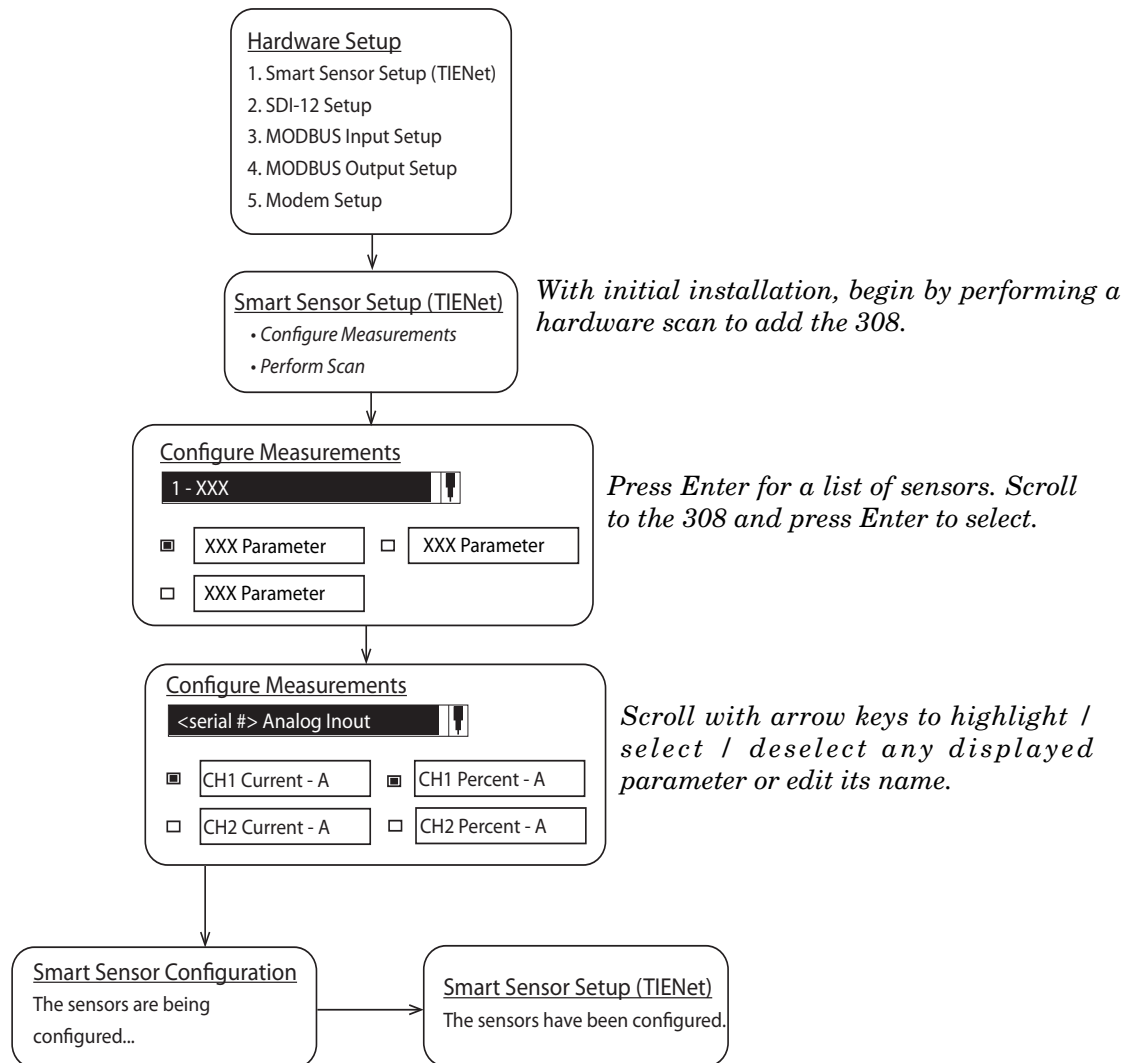 Hardware Setup
1. Smart Sensor Setup (TIENet)
2. SDI-12 Setup
3. MODBUS Input Setup
4. MODBUS Output Setup
5. Modem Setup
Smart Sensor Setup (TIENet)
• Configure Measurements
• Perform Scan
With initial installation, begin by performing a
hardware scan to add the 308.
Configure Measurements
1 - XXX
XXX Parameter
XXX Parameter
XXX Parameter
Press Enter for a list of sensors. Scroll
to the 308 and press Enter to select.
Configure Measurements
<serial #> Analog Inout
CH1 Current - A
CH1 Percent - A
CH2 Current - A
CH2 Percent - A
Scroll with arrow keys to highlight /
select / deselect any displayed
parameter or edit its name.
Smart Sensor Configuration
The sensors are being
configured...
Smart Sensor Setup (TIENet)
The sensors have been configured.